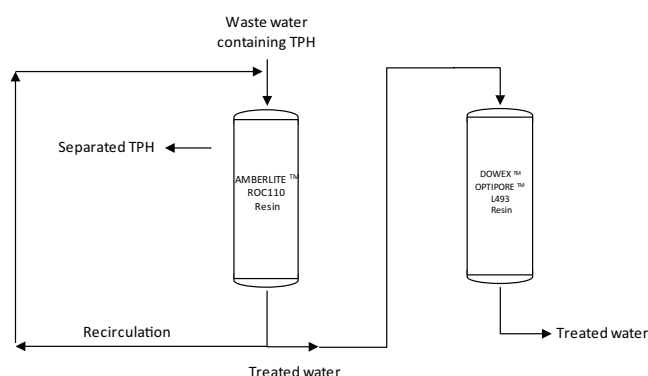 Waste water
containing TPH
Separated TPH
AMBERLITE ™
ROC110
Resin
DOWEX ™
OPTIPORE ™
L493
Resin
Recirculation
Treated water
Treated water